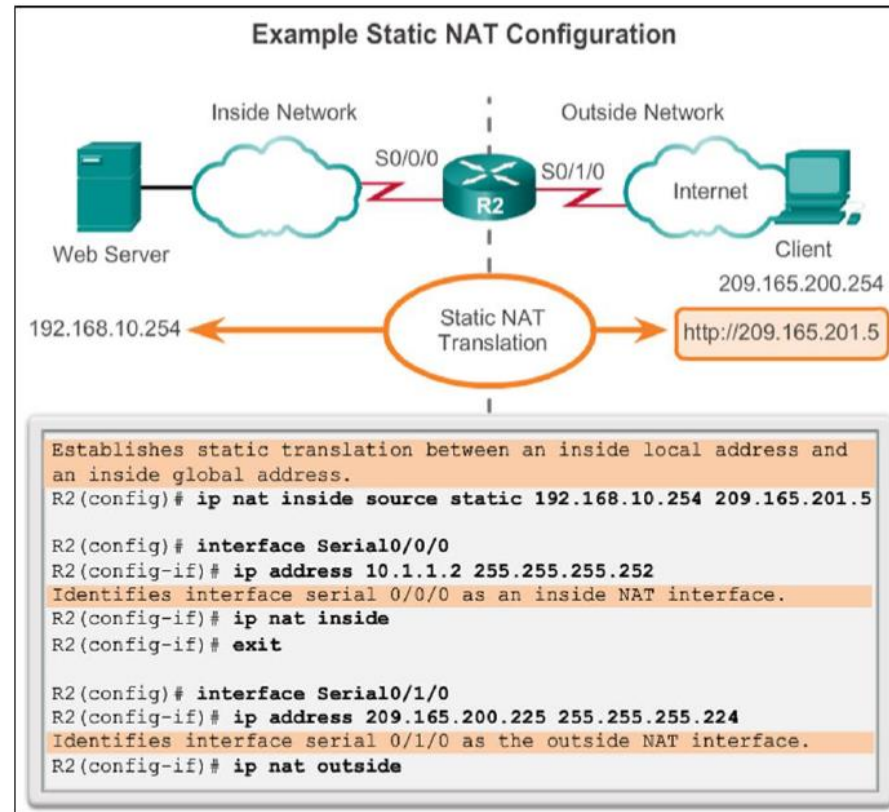 Example Static NAT Configuration
Inside Network
Outside Network
S0/0/0
S0/1/0
R2
Internet
Web Server
Client
209.165.200.254
192.168.10.254
Static NAT
Translation
http://209.165.201.5
Establishes static translation between an inside local address and
an inside global address.
R2(config)# ip nat inside source static 192.168.10.254 209.165.201.5
R2(config)# interface Serial0/0/0
R2(config-if)# ip address 10.1.1.2 255.255.255.252
Identifies interface serial 0/0/0 as an inside NAT interface.
R2(config-if)# ip nat inside
R2(config-if)# exit
R2(config)# interface Serial0/1/0
R2(config-if)# ip address 209.165.200.225 255.255.255.224
Identifies interface serial 0/1/0 as the outside NAT interface.
R2(config-if)# ip nat outside